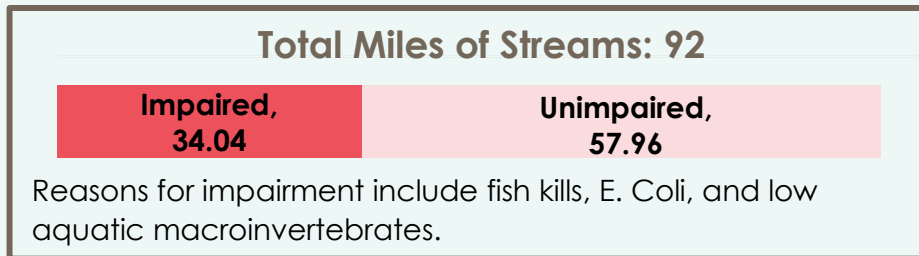 Total Miles of Streams: 92
Impaired,
34.04
Unimpaired,
57.96
Reasons for impairment include fish kills, E. Coli, and low
aquatic macroinvertebrates.